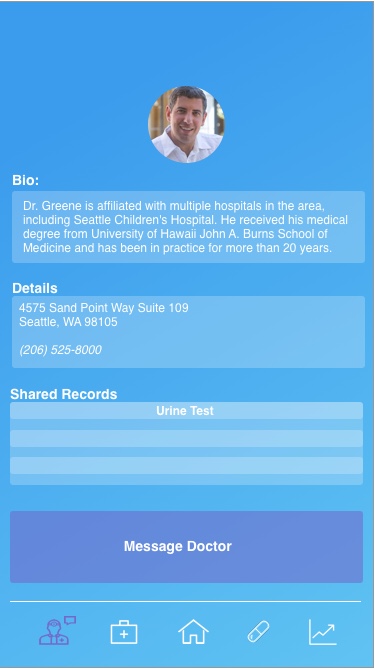 Bio:
Dr. Greene is affiliated with multiple hospitals in the area,
including Seattle Children's Hospital. He received his medical
degree from University of Hawaii John A. Burns School of
Medicine and has been in practice for more than 20 years.
Details
4575 Sand Point Way Suite 109
Seattle, WA 98105
(206) 525-8000
Shared Records
Urine Test
Message Doctor